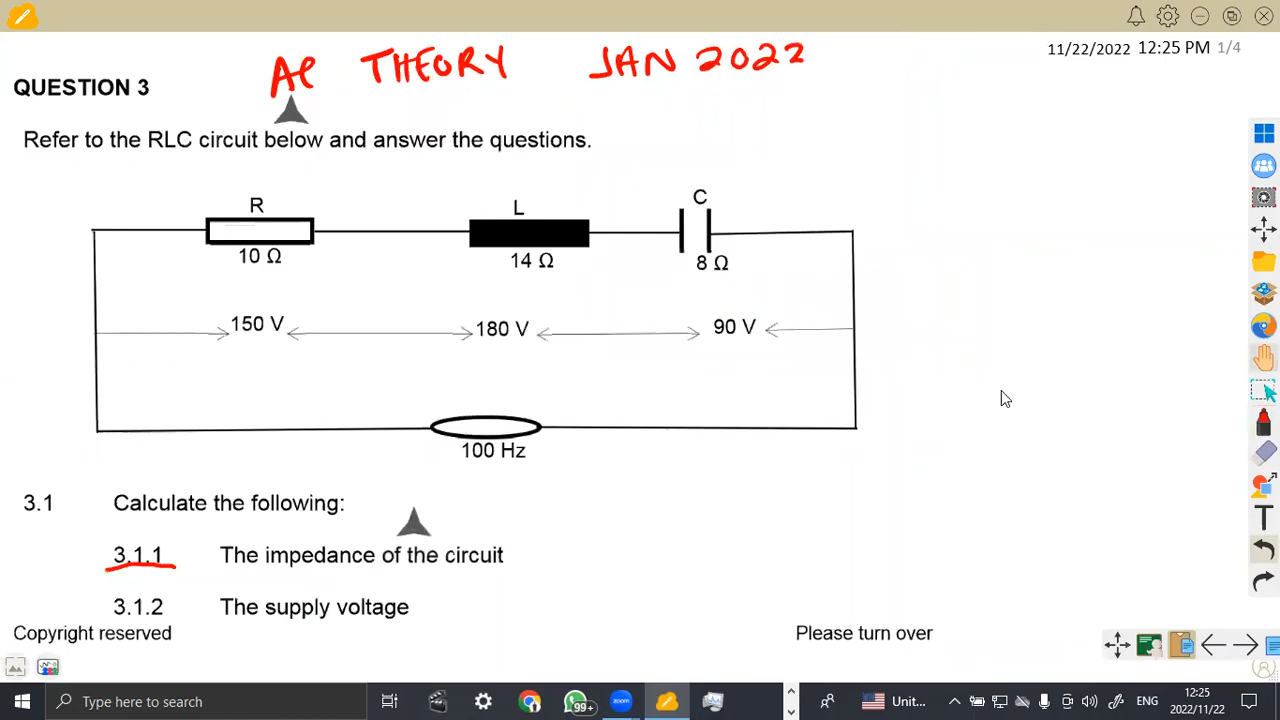 11/22/2022 12:25 PM 1/4
AC THEORY JAN 2022
QUESTION 3
Refer to the RLC circuit below and answer the questions.
R L C
10 Ω 14 Ω 8 Ω
150 V 180 V 90 V
100 Hz
3.1 Calculate the following:
3.1.1 The impedance of the circuit
3.1.2 The supply voltage
Copyright reserved Please turn over
T
Type here to search
99+
zoom
Unit...
ENG
12:25
2022/11/22